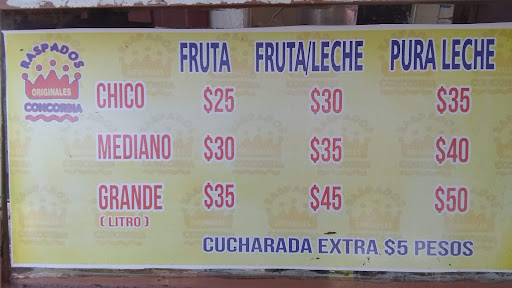 RASPADOS
ORIGINALES
CONCORDIA
FRUTA FRUTA/LECHE PURA LECHE
CHICO $25 $30 $35
MEDIANO $30 $35 $40
GRANDE $35 $45 $50
( LITRO )
CUCHARADA EXTRA $5 PESOS